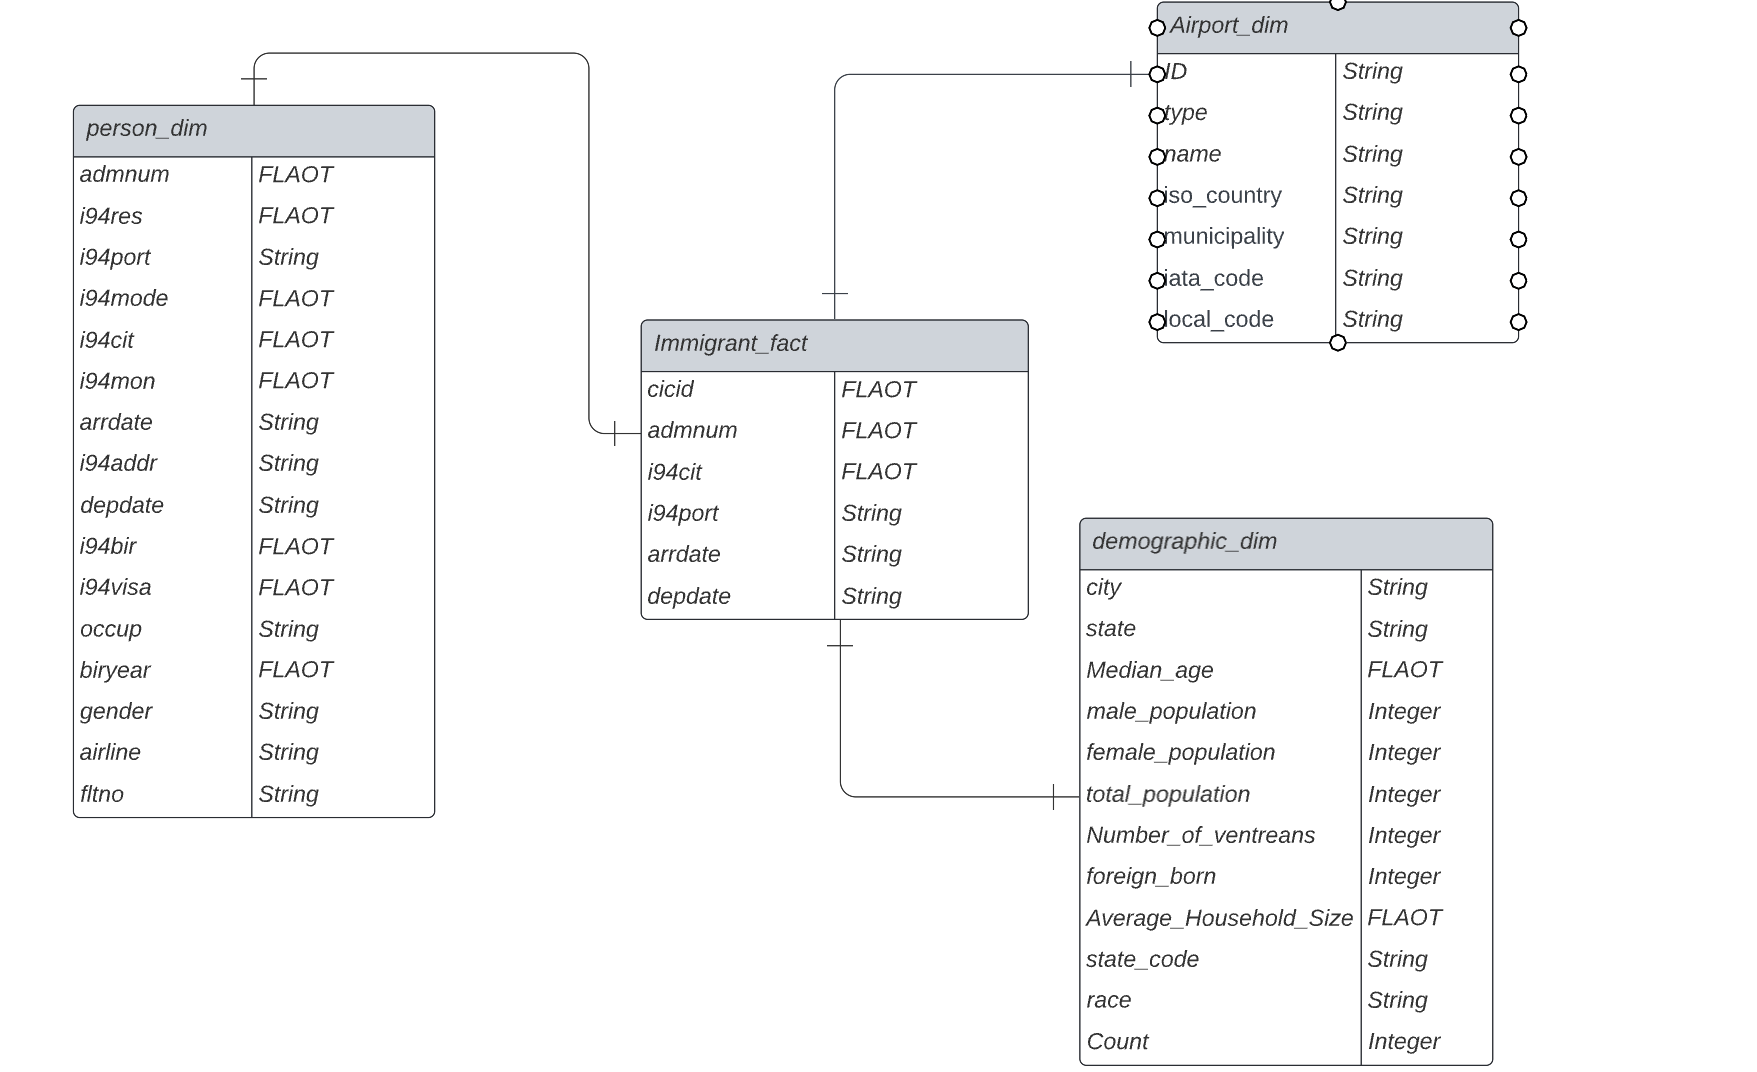 person_dim
admnum FLAOT
i94res FLAOT
i94port String
i94mode FLAOT
i94cit FLAOT
i94mon FLAOT
arrdate String
i94addr String
depdate String
i94bir FLAOT
i94visa FLAOT
occup String
biryear FLAOT
gender String
airline String
fltno String
Immigrant_fact
cicid FLAOT
admnum FLAOT
i94cit FLAOT
i94port String
arrdate String
depdate String
Airport_dim
ID String
type String
name String
iso_country String
municipality String
iata_code String
local_code String
demographic_dim
city String
state String
Median_age FLAOT
male_population Integer
female_population Integer
total_population Integer
Number_of_ventreans Integer
foreign_born Integer
Average_Household_Size FLAOT
state_code String
race String
Count Integer